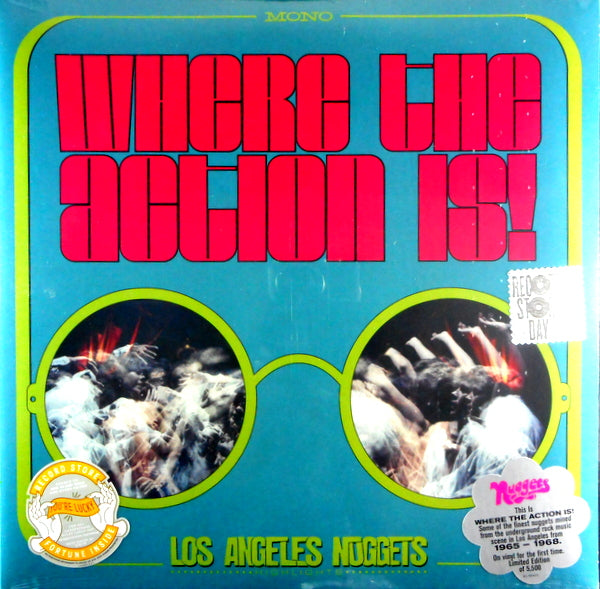 MONO
WHERE THE
ACTION IS!
RECORD
STORE
DAY
RECORD STORE
YOU'RE LUCKY!
FORTUNE INSIDE
LOS ANGELES NUGGETS
HIGHLIGHTS
Nuggets
This Is
WHERE THE ACTION IS!
Some of the finest nuggets mined
from the underground rock music
scene in Los Angeles from
1965 – 1968.
On vinyl for the first time.
Limited Edition
of 5,500